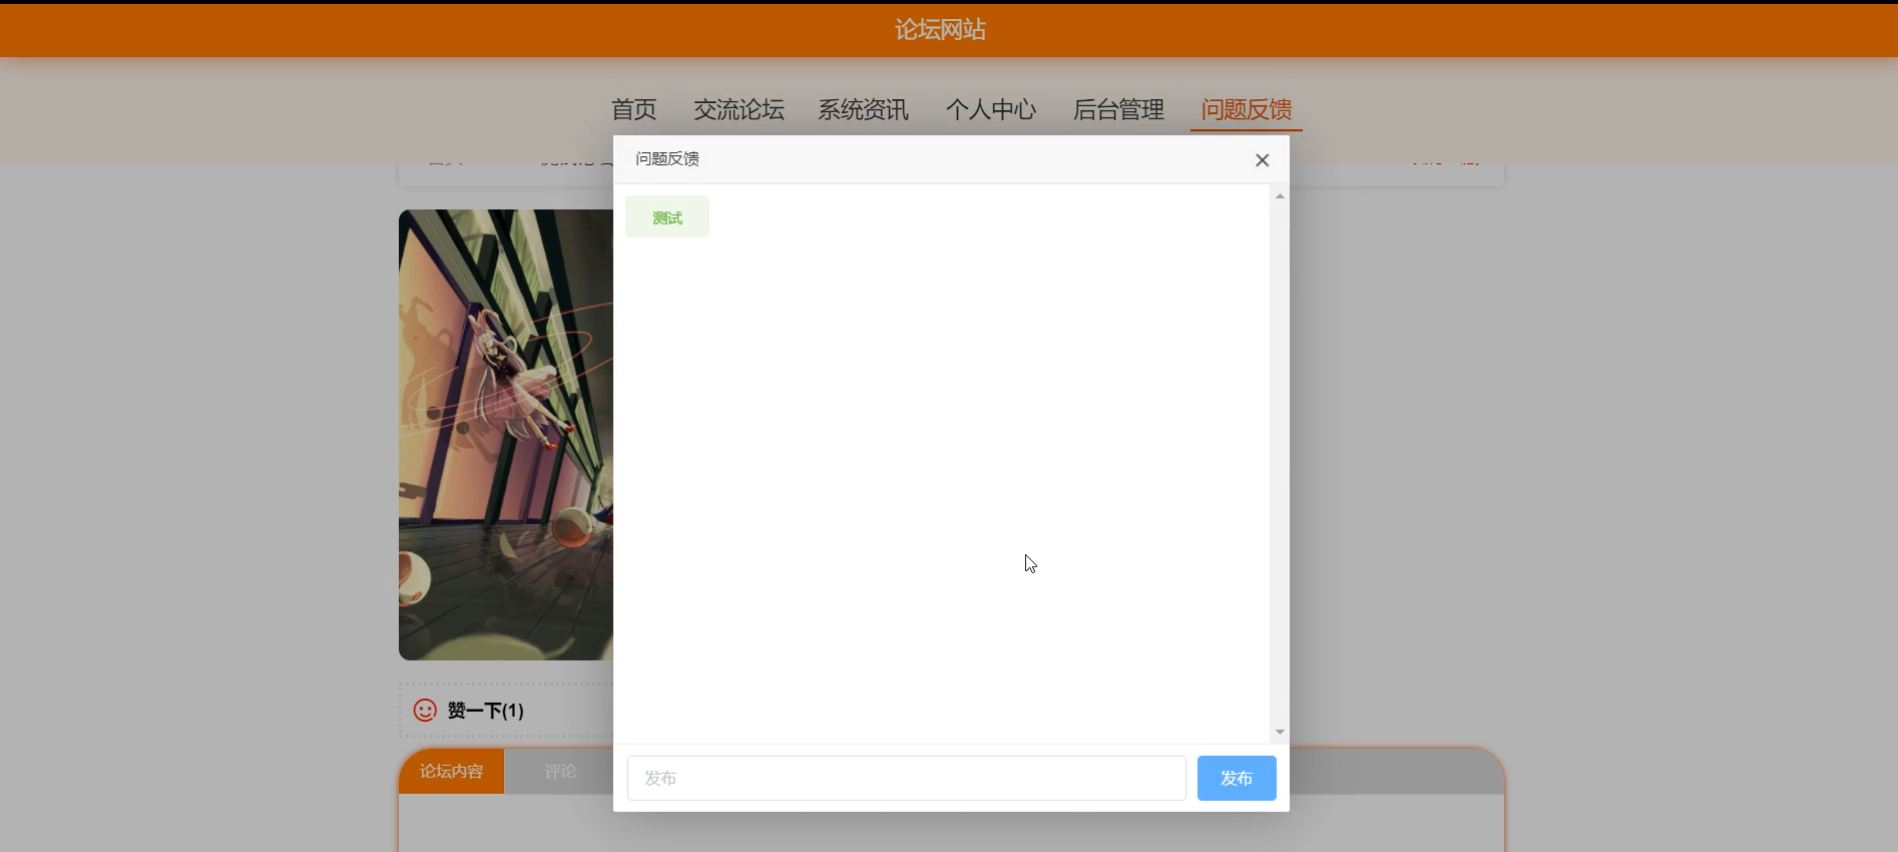 论坛网站
首页 交流论坛 系统资讯 个人中心 后台管理 问题反馈
问题反馈
测试
赞一下(1)
论坛内容 评论
发布 发布